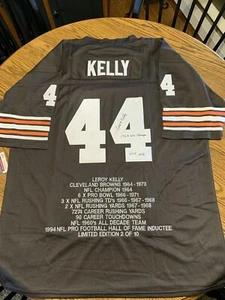 KELLY
44
LEROY KELLY
CLEVELAND BROWNS 1964-1973
NFL CHAMPION 1964
6 X PRO BOWL 1966-1971
3 X NFL RUSHING TD'S 1966-1967-1968
2 X NFL RUSHING YARDS 1967-1968
7274 CAREER RUSHING YARDS
90 CAREER TOUCHDOWNS
NFL 1960'S ALL DECADE TEAM
1994 NFL PRO FOOTBALL HALL OF FAME INDUCTEE
LIMITED EDITION 2 OF 10